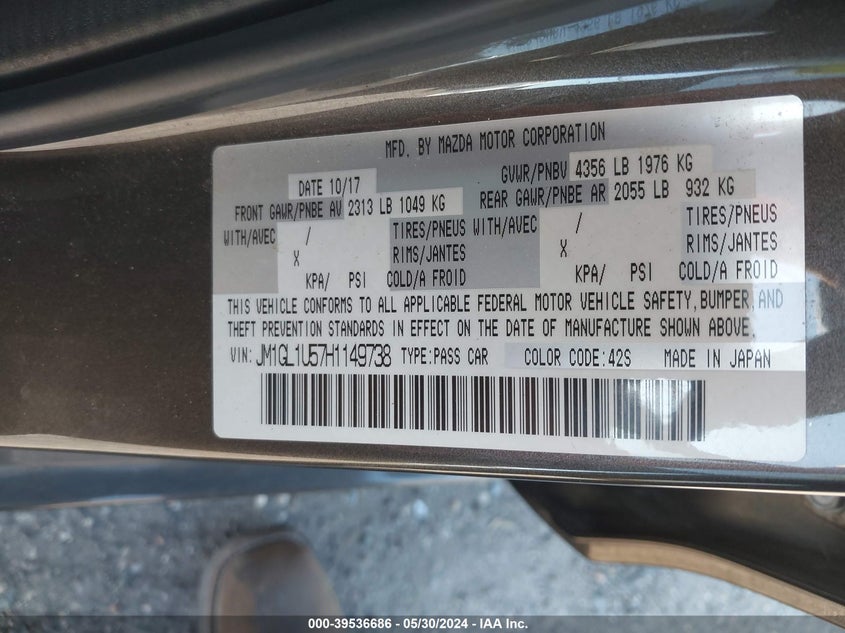 MFD. BY MAZDA MOTOR CORPORATION
DATE 10/17 GVWR/PNBV 4356 LB 1976 KG
FRONT GAWR/PNBE AV 2313 LB 1049 KG REAR GAWR/PNBE AR 2055 LB 932 KG
WITH/AVEC / TIRES/PNEUS WITH/AVEC / TIRES/PNEUS
X RIMS/JANTES X RIMS/JANTES
KPA/ PSI COLD/A FROID KPA/ PSI COLD/A FROID
THIS VEHICLE CONFORMS TO ALL APPLICABLE FEDERAL MOTOR VEHICLE SAFETY, BUMPER, AND
THEFT PREVENTION STANDARDS IN EFFECT ON THE DATE OF MANUFACTURE SHOWN ABOVE.
VIN: JM1GL1U57H1149738 TYPE:PASS CAR COLOR CODE:42S MADE IN JAPAN
000-39536686 - 05/30/2024 - IAA Inc.